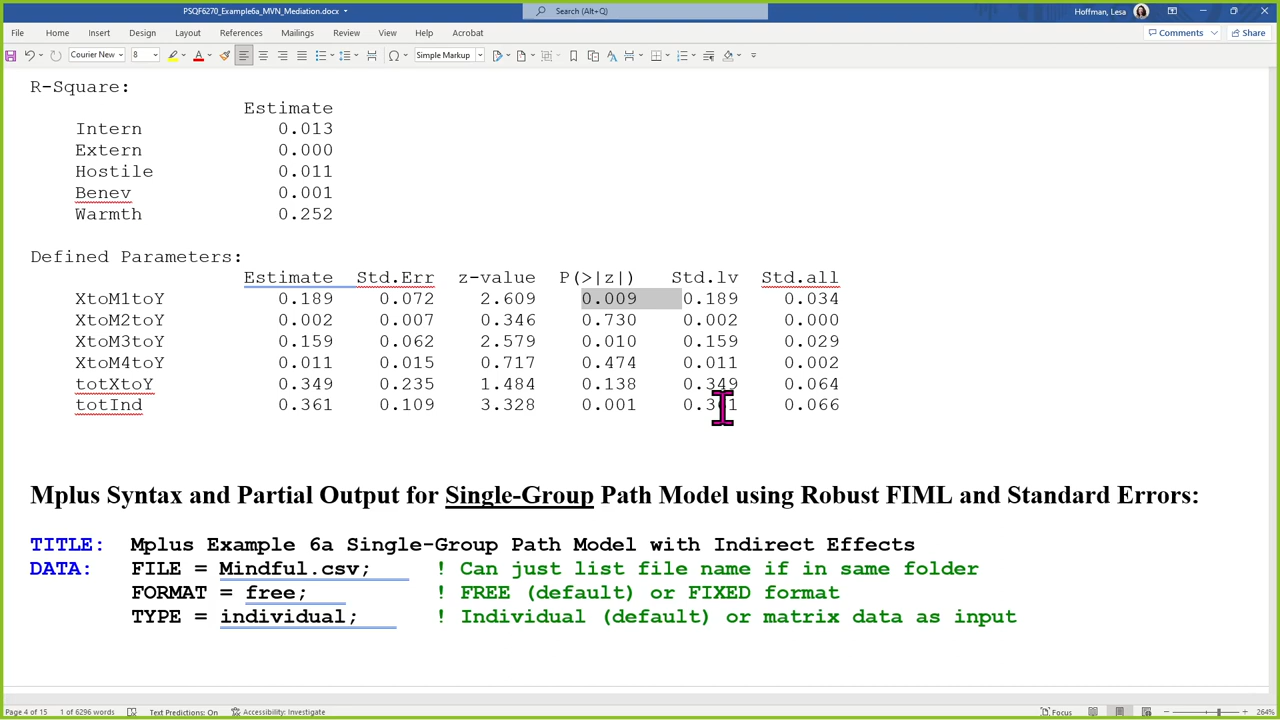 PSQF6270_Example6a_MVN_Mediation.docx
Search (Alt+Q)
Hoffman, Lesa
File Home Insert Draw Design Layout References Mailings Review View Help Acrobat Comments Share
Courier New 8 Simple Markup
R-Square:
Estimate
Intern 0.013
Extern 0.000
Hostile 0.011
Benev 0.001
Warmth 0.252
Defined Parameters:
Estimate Std.Err z-value P(>|z|) Std.lv Std.all
XtoM1toY 0.189 0.072 2.609 0.009 0.189 0.034
XtoM2toY 0.002 0.007 0.346 0.730 0.002 0.000
XtoM3toY 0.159 0.062 2.579 0.010 0.159 0.029
XtoM4toY 0.011 0.015 0.717 0.474 0.011 0.002
totXtoY 0.349 0.235 1.484 0.138 0.349 0.064
totInd 0.361 0.109 3.328 0.001 0.361 0.066
Mplus Syntax and Partial Output for Single-Group Path Model using Robust FIML and Standard Errors:
TITLE: Mplus Example 6a Single-Group Path Model with Indirect Effects
DATA: FILE = Mindful.csv; ! Can just list file name if in same folder
FORMAT = free; ! FREE (default) or FIXED format
TYPE = individual; ! Individual (default) or matrix data as input
Page 4 of 15 1 of 6296 words Text Predictions: On Accessibility: Investigate Focus 264%